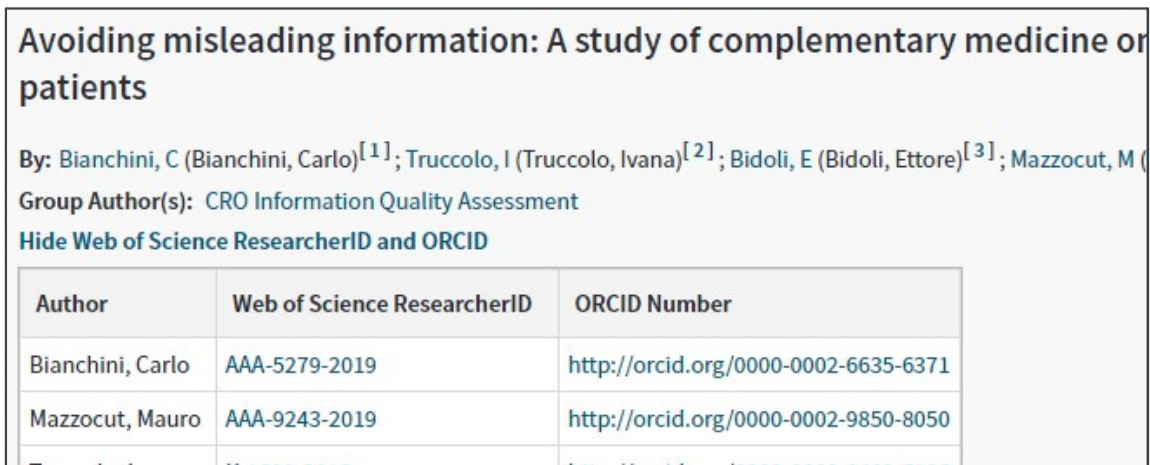 Avoiding misleading information: A study of complementary medicine or
patients
By: Bianchini, C (Bianchini, Carlo)[1]; Truccolo, I (Truccolo, Ivana)[2]; Bidoli, E (Bidoli, Ettore)[3]; Mazzocut, M (
Group Author(s): CRO Information Quality Assessment
Hide Web of Science ResearcherID and ORCID
Author Web of Science ResearcherID ORCID Number
Bianchini, Carlo AAA-5279-2019 http://orcid.org/0000-0002-6635-6371
Mazzocut, Mauro AAA-9243-2019 http://orcid.org/0000-0002-9850-8050